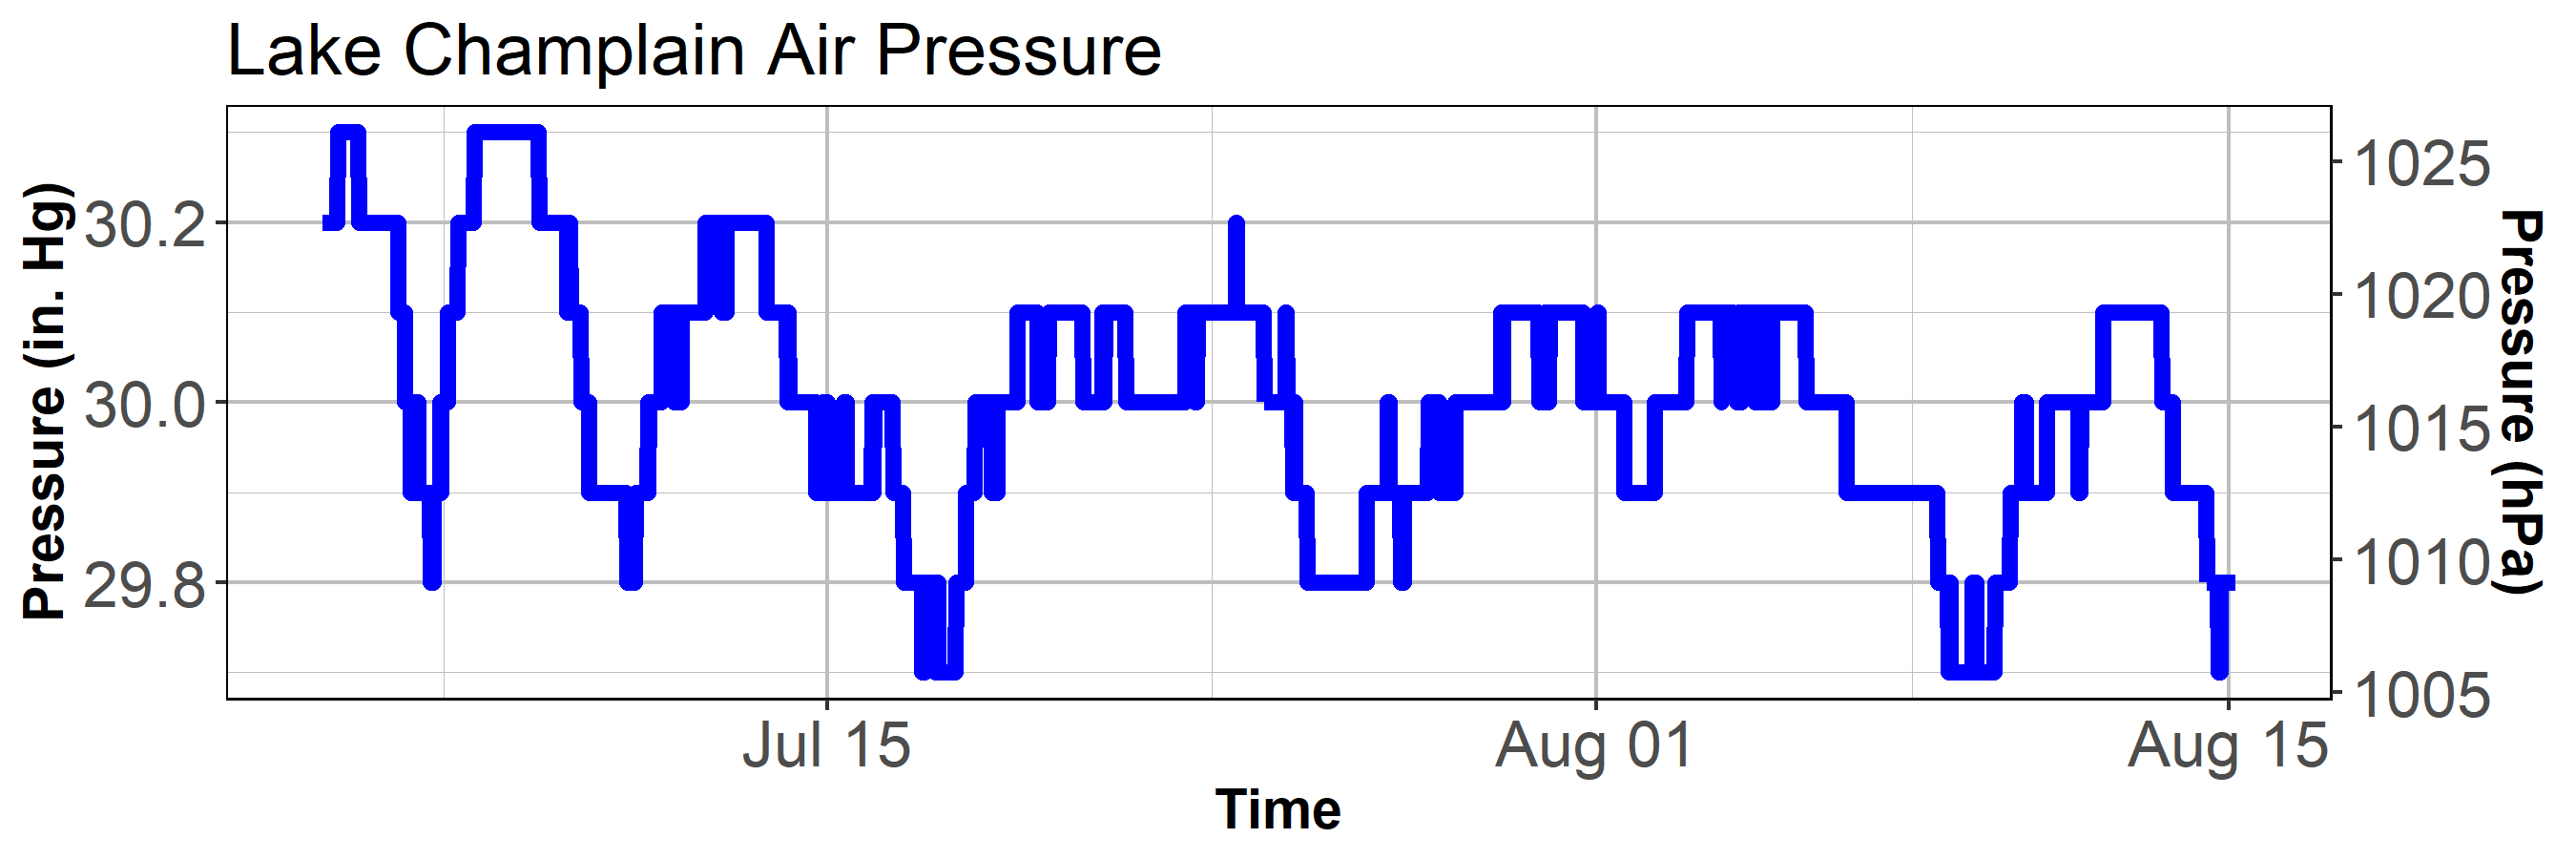 Lake Champlain Air Pressure
Pressure (in. Hg)
30.2
30.0
29.8
1025
1020
1015
1010
1005
Pressure (hPa)
Jul 15
Aug 01
Aug 15
Time